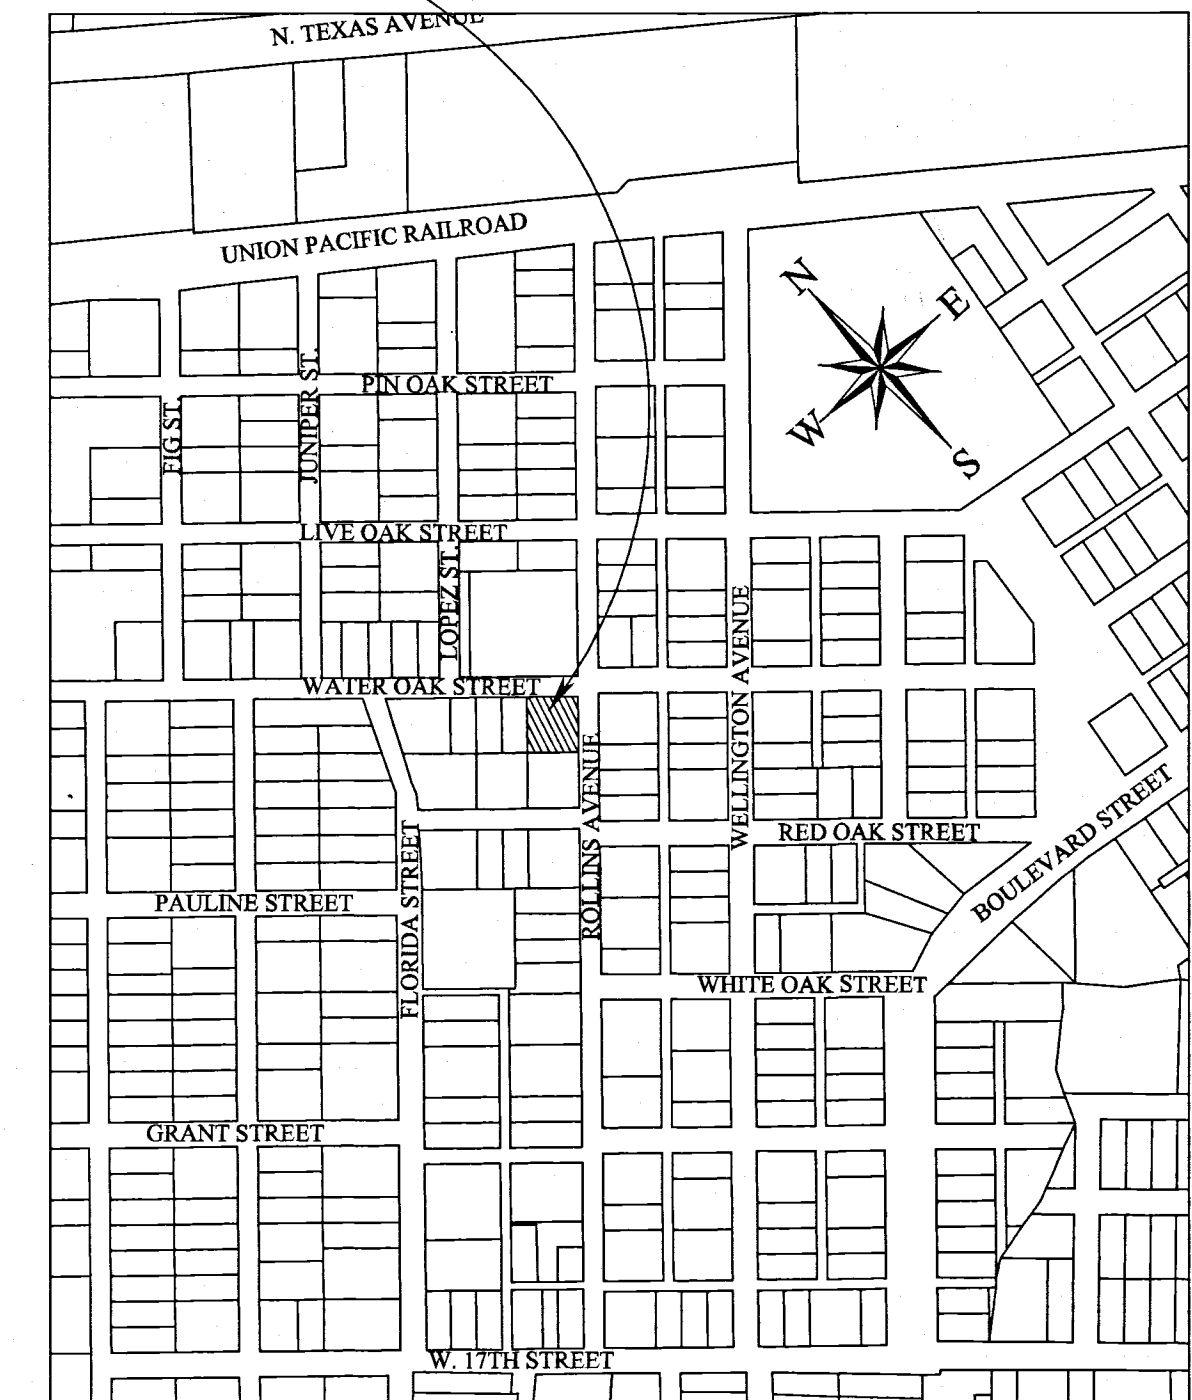 N. TEXAS AVENUE
UNION PACIFIC RAILROAD
N
E
W
S
PIN OAK STREET
FIG ST.
JUNIPER ST.
LIVE OAK STREET
LOPEZ ST.
WATER OAK STREET
WELLINGTON AVENUE
ROLLINS AVENUE
RED OAK STREET
BOULEVARD STREET
PAULINE STREET
FLORIDA STREET
WHITE OAK STREET
GRANT STREET
W. 17TH STREET